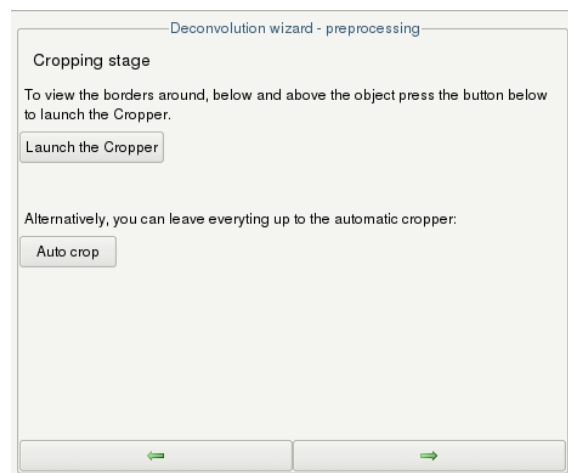 Deconvolution wizard - preprocessing
Cropping stage
To view the borders around, below and above the object press the button below
to launch the Cropper.
Launch the Cropper
Alternatively, you can leave everyting up to the automatic cropper:
Auto crop